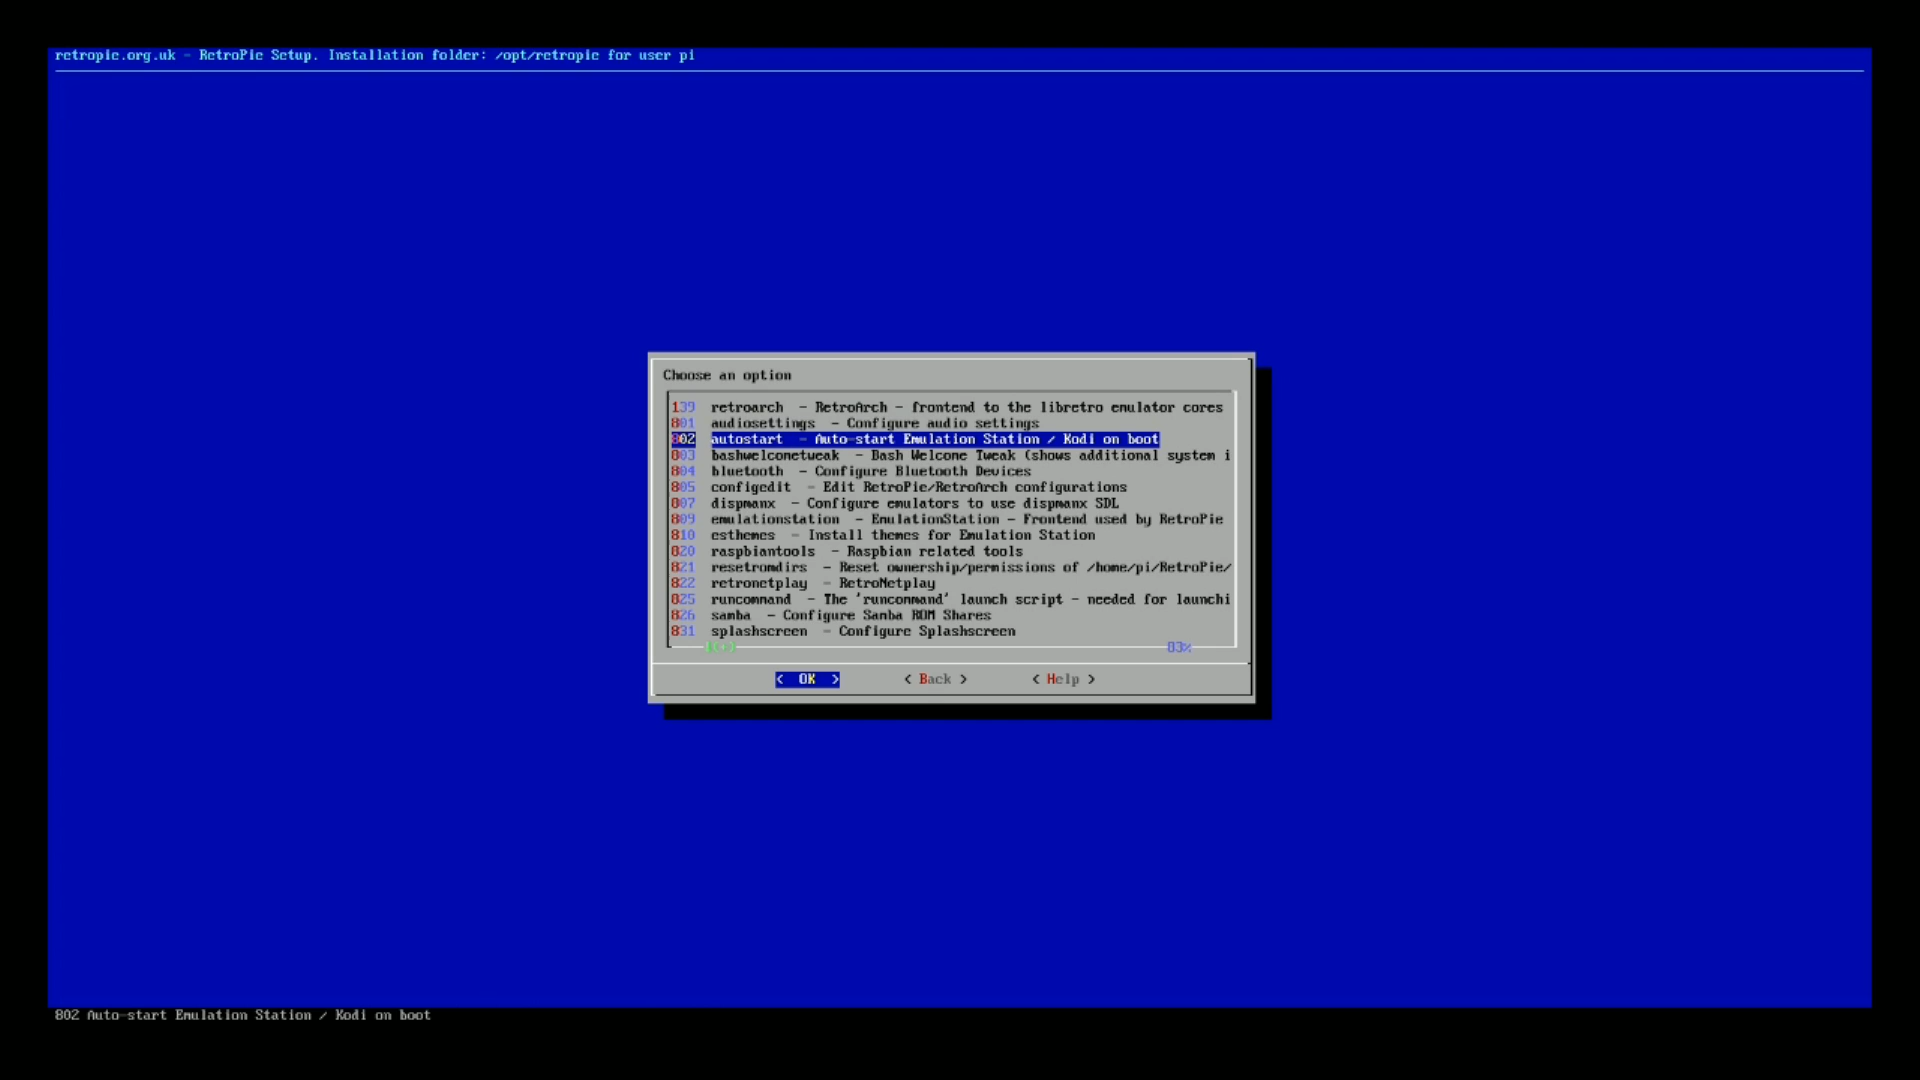 retropie.org.uk - RetroPie Setup. Installation folder: /opt/retropie for user pi
Choose an option
139 retroarch - RetroArch - frontend to the libretro emulator cores
801 audiosettings - Configure audio settings
802 autostart - Auto-start Emulation Station / Kodi on boot
803 bashwelcometweak - Bash Welcome Tweak (shows additional system i
804 bluetooth - Configure Bluetooth Devices
805 configedit - Edit RetroPie/RetroArch configurations
807 dispmanx - Configure emulators to use dispmanx SDL
809 emulationstation - EmulationStation - Frontend used by RetroPie
810 esthemes - Install themes for Emulation Station
820 raspbiantools - Raspbian related tools
821 resetromdirs - Reset ownership/permissions of /home/pi/RetroPie/
822 retronetplay - RetroNetplay
825 runcommand - The 'runcommand' launch script - needed for launchi
826 samba - Configure Samba ROM Shares
831 splashscreen - Configure Splashscreen
↓(+) 83%
< OK > < Back > < Help >
802 Auto-start Emulation Station / Kodi on boot